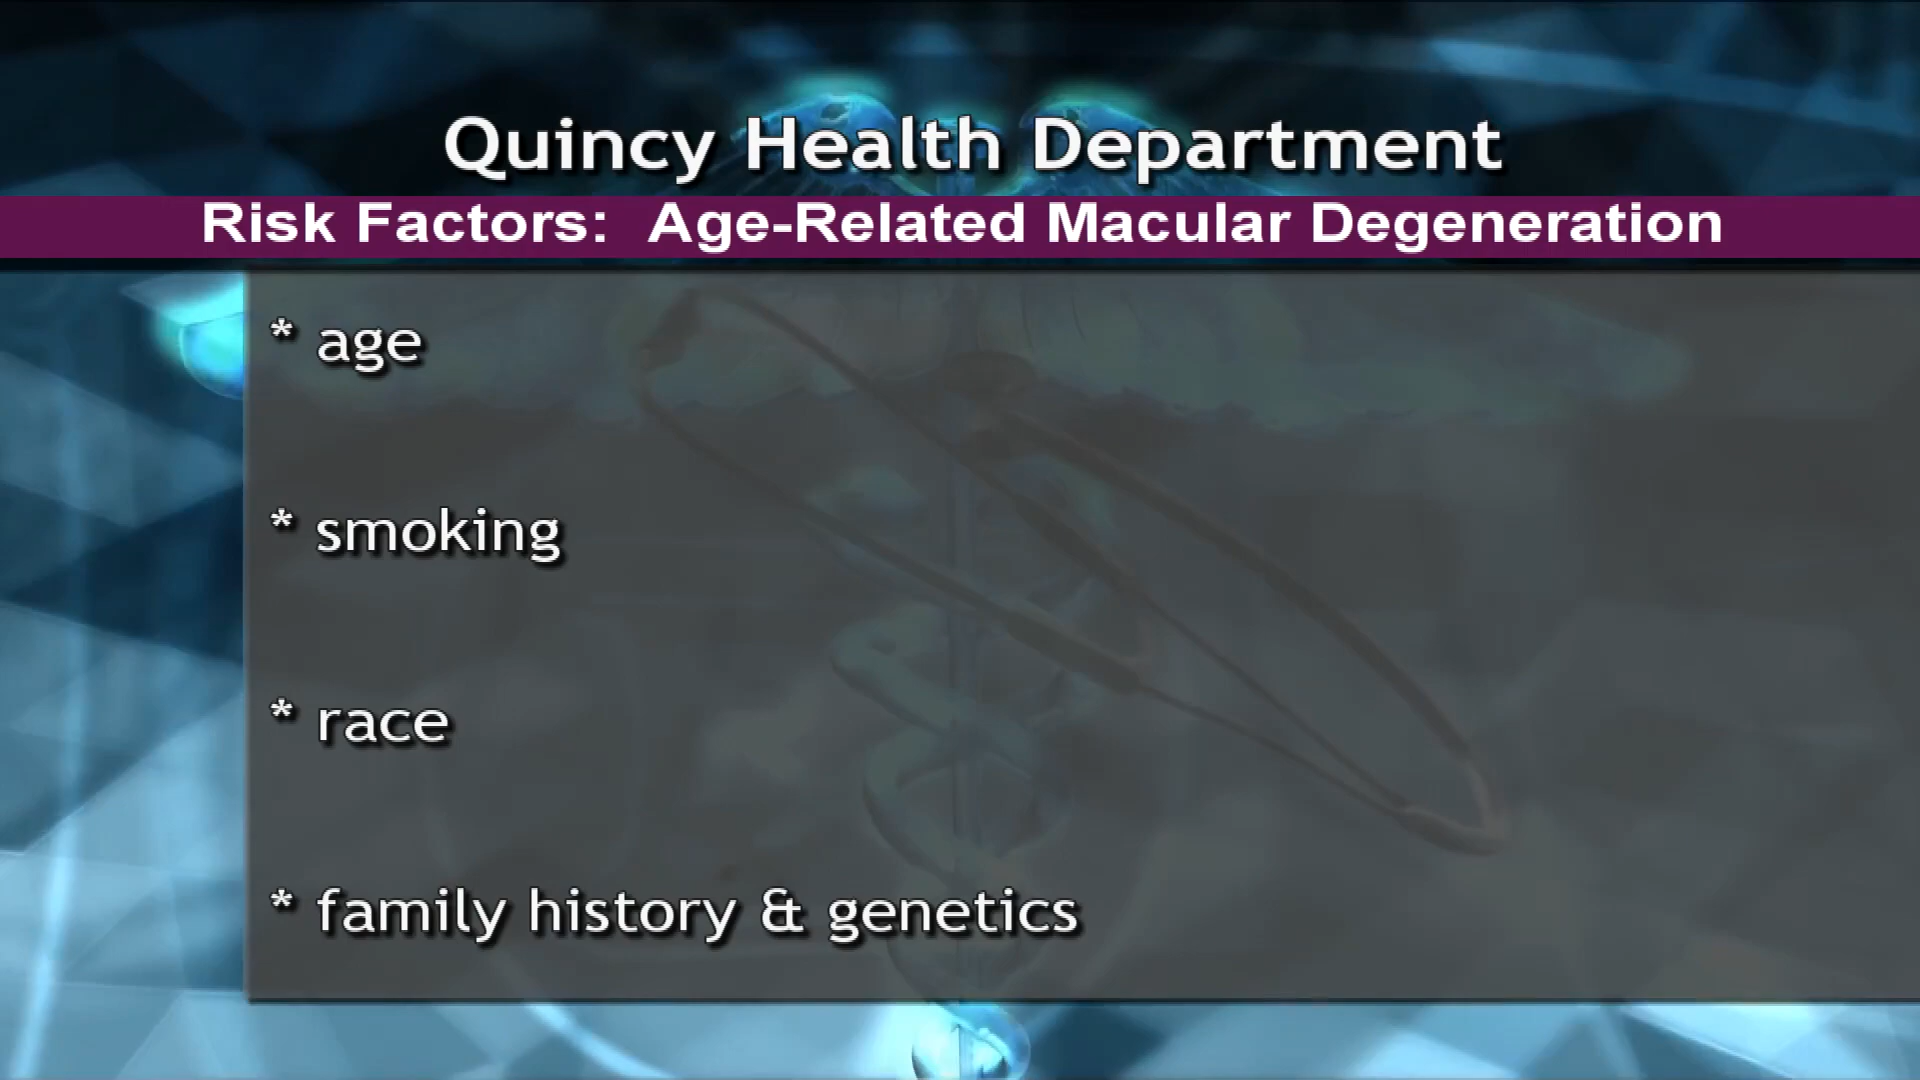 Quincy Health Department
Risk Factors:  Age-Related Macular Degeneration
* age
* smoking
* race
* family history & genetics